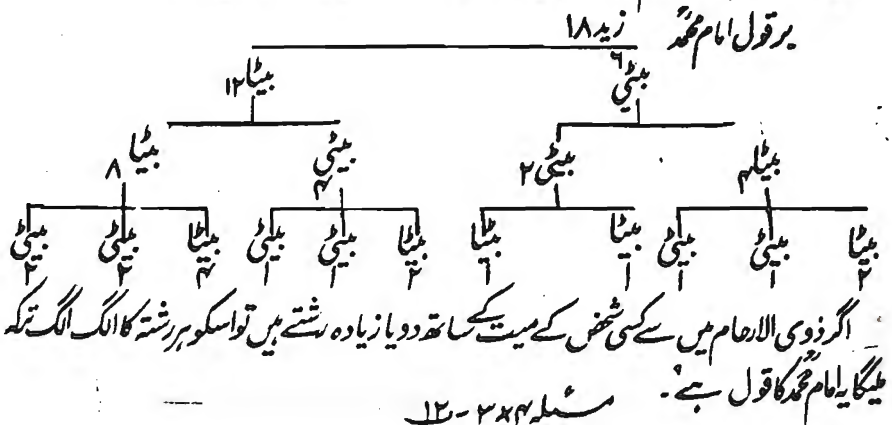 بر قول امام محمدؒ زید ۱۸
بیٹی ۶ بیٹا ۱۲
بیٹا ۴ بیٹی ۲ بیٹی ۴ بیٹا ۸
بیٹا ۲ بیٹی ۱ بیٹی ۱ بیٹا ۱ بیٹا ۱ بیٹا ۲ بیٹی ۱ بیٹی ۱ بیٹا ۴ بیٹی ۲ بیٹی ۲
اگر ذوی الارحام میں سے کسی شخص کے میت کے ساتھ دو یا زیادہ رشتے ہیں تو اسکو ہر رشتہ کا الگ الگ ترکہ
ملیگا یہ امام محمدؒ کا قول ہے۔
مسئلہ ۴×۳-۱۲